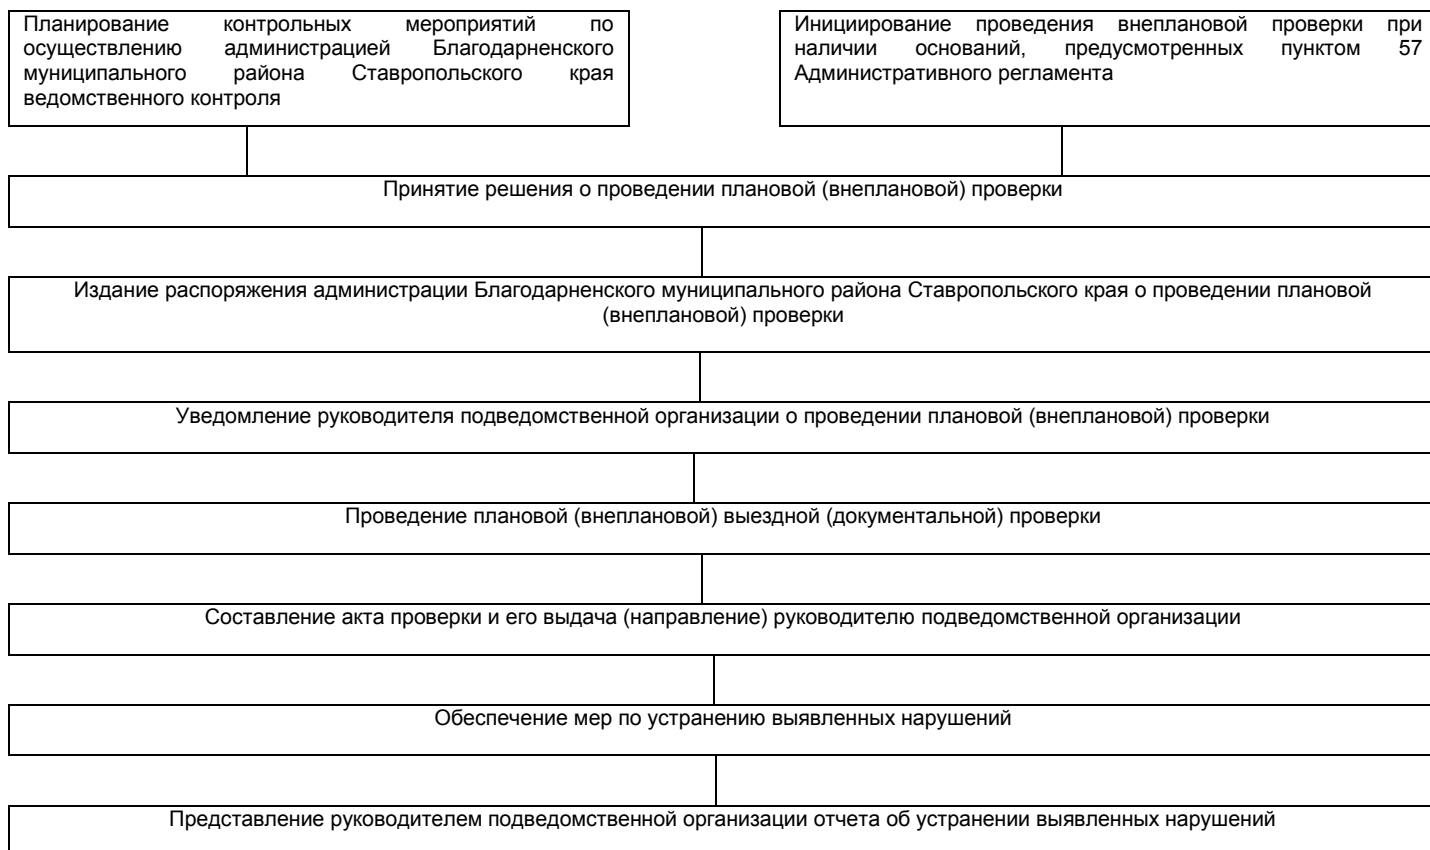 Планирование контрольных мероприятий по
осуществлению администрацией Благодарненского
муниципального района Ставропольского края
ведомственного контроля
Инициирование проведения внеплановой проверки при
наличии оснований, предусмотренных пунктом 57
Административного регламента
Принятие решения о проведении плановой (внеплановой) проверки
Издание распоряжения администрации Благодарненского муниципального района Ставропольского края о проведении плановой
(внеплановой) проверки
Уведомление руководителя подведомственной организации о проведении плановой (внеплановой) проверки
Проведение плановой (внеплановой) выездной (документальной) проверки
Составление акта проверки и его выдача (направление) руководителю подведомственной организации
Обеспечение мер по устранению выявленных нарушений
Представление руководителем подведомственной организации отчета об устранении выявленных нарушений